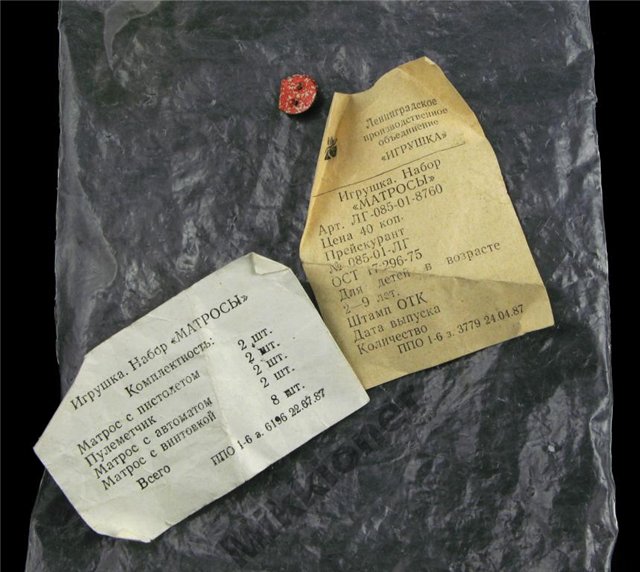 Ленинградское
производственное
объединение
«ИГРУШКА»
Игрушка. Набор
«МАТРОСЫ»
Арт. ЛГ-085-01-8760
Цена 40 коп.
Прейскурант
№ 085-01-ЛГ
ОСТ 17-296-75
Для детей в возрасте
2—9 лет.
Штамп ОТК
Дата выпуска
Количество
ППО 1-6 з. 3779 24.04.87
Игрушка. Набор «МАТРОСЫ»
Комплектность:
Матрос с пистолетом 2 шт.
Пулеметчик 2 шт.
Матрос с автоматом 2 шт.
Матрос с винтовкой 2 шт.
Всего 8 шт.
ППО 1-6 з. 6196 22.07.87